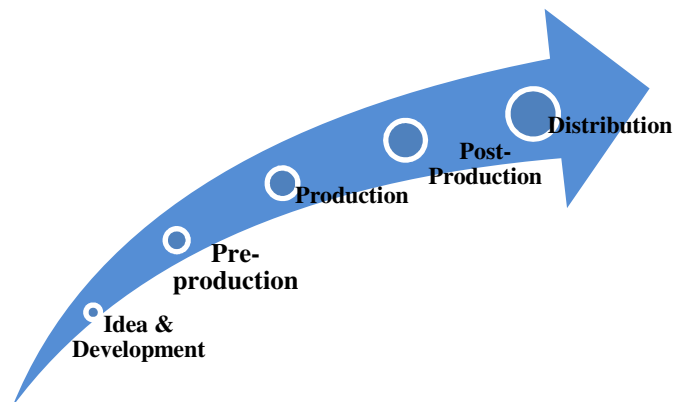 Idea &
Development
Pre-
production
Production
Post-
Production
Distribution